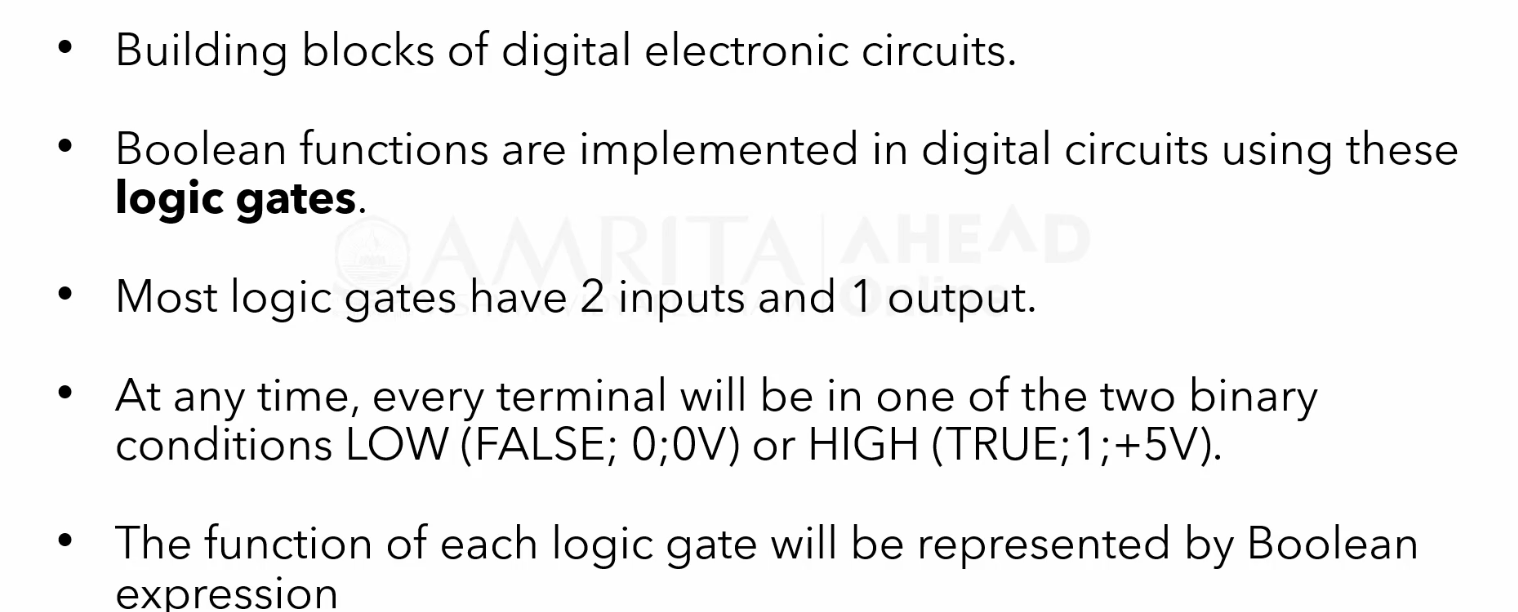 • Building blocks of digital electronic circuits.
• Boolean functions are implemented in digital circuits using these
logic gates.
AMRITA AHEAD
Online
• Most logic gates have 2 inputs and 1 output.
• At any time, every terminal will be in one of the two binary
conditions LOW (FALSE; 0;0V) or HIGH (TRUE;1;+5V).
• The function of each logic gate will be represented by Boolean
expression